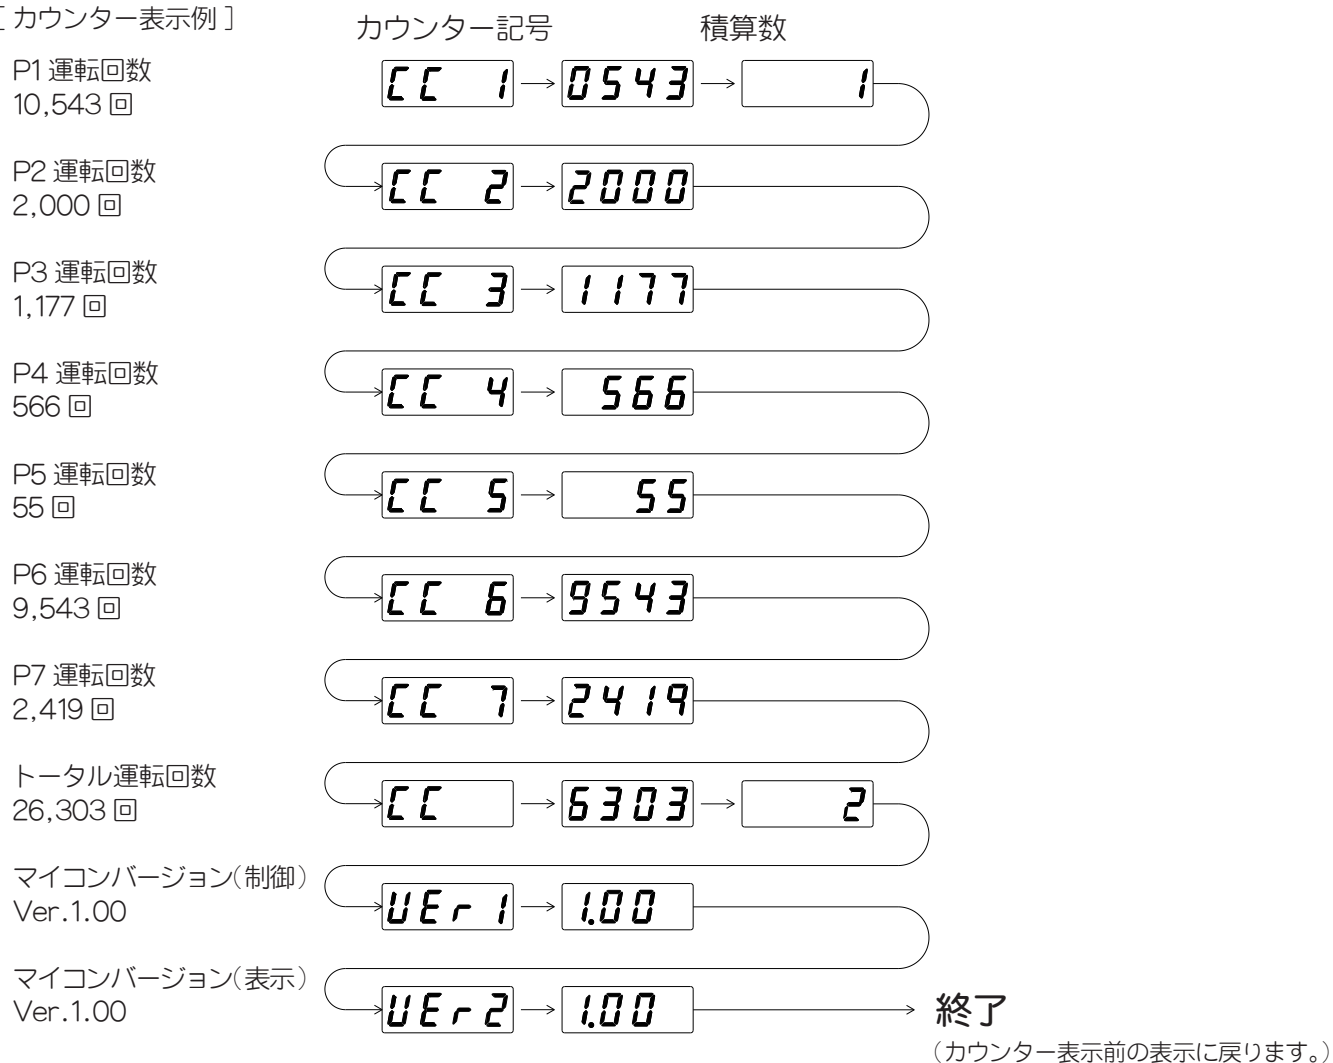 [カウンター表示例]
カウンター記号 積算数
P1 運転回数
10,543 回
CC 1 → 0543 → 1
P2 運転回数
2,000 回
CC 2 → 2000
P3 運転回数
1,177 回
CC 3 → 1177
P4 運転回数
566 回
CC 4 → 566
P5 運転回数
55 回
CC 5 → 55
P6 運転回数
9,543 回
CC 6 → 9543
P7 運転回数
2,419 回
CC 7 → 2419
トータル運転回数
26,303 回
CC → 6303 → 2
マイコンバージョン(制御)
Ver.1.00
UEr 1 → 1.00
マイコンバージョン(表示)
Ver.1.00
UEr2 → 1.00 → 終了
(カウンター表示前の表示に戻ります。)